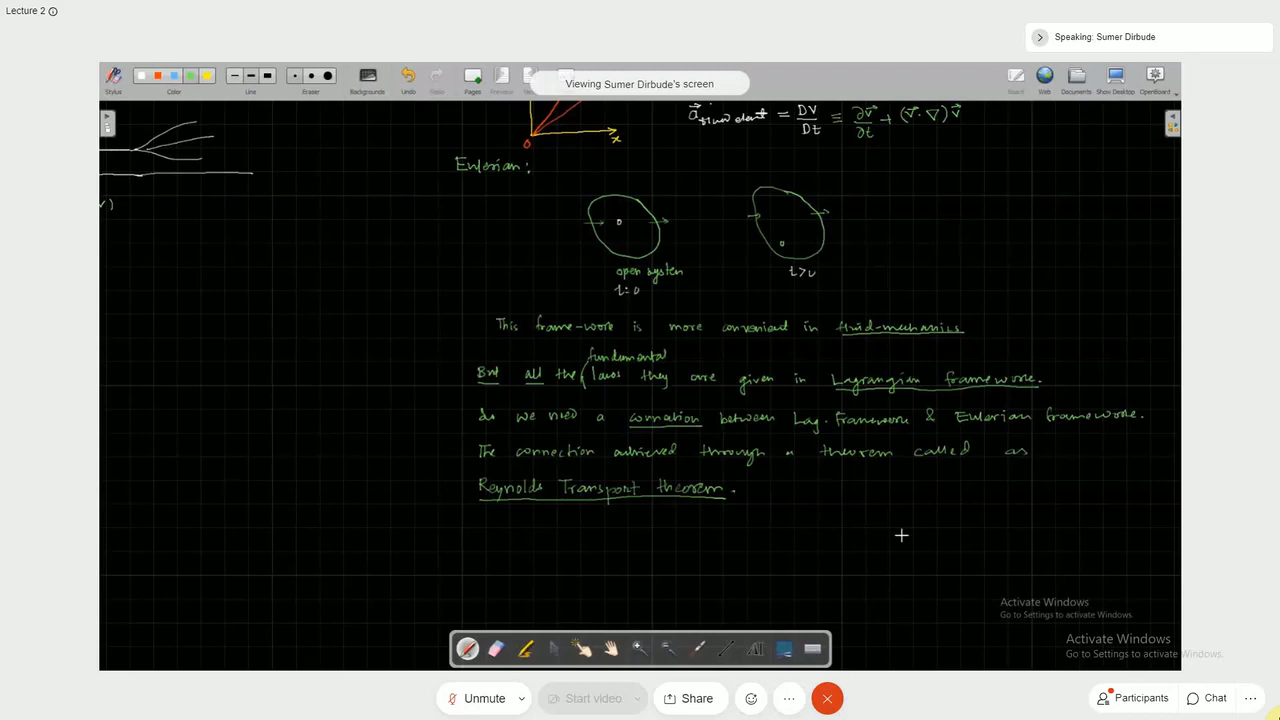 Lecture 2
Speaking: Sumer Dirbude
Viewing Sumer Dirbude's screen
Stylus Color Line Eraser Backgrounds Undo Redo Pages Previous Board Web Documents Show Desktop OpenBoard
= DV/Dt ≡ ∂v⃗/∂t + (v⃗·∇)v⃗
O x
Eulerian:
v)
open system
t=0
This frame-work is more convenient in fluid-mechanics
fundamental
But all the ( laws they are given in Lagrangian framework.
So we need a connation between Lag. Framework & Eulerian framework.
The connection achieved through a theorem called as
Reynolds Transport theorem.
Activate Windows
Go to Settings to activate Windows.
Activate Windows
Go to Settings to activate Windows.
Unmute Start video Share Participants Chat